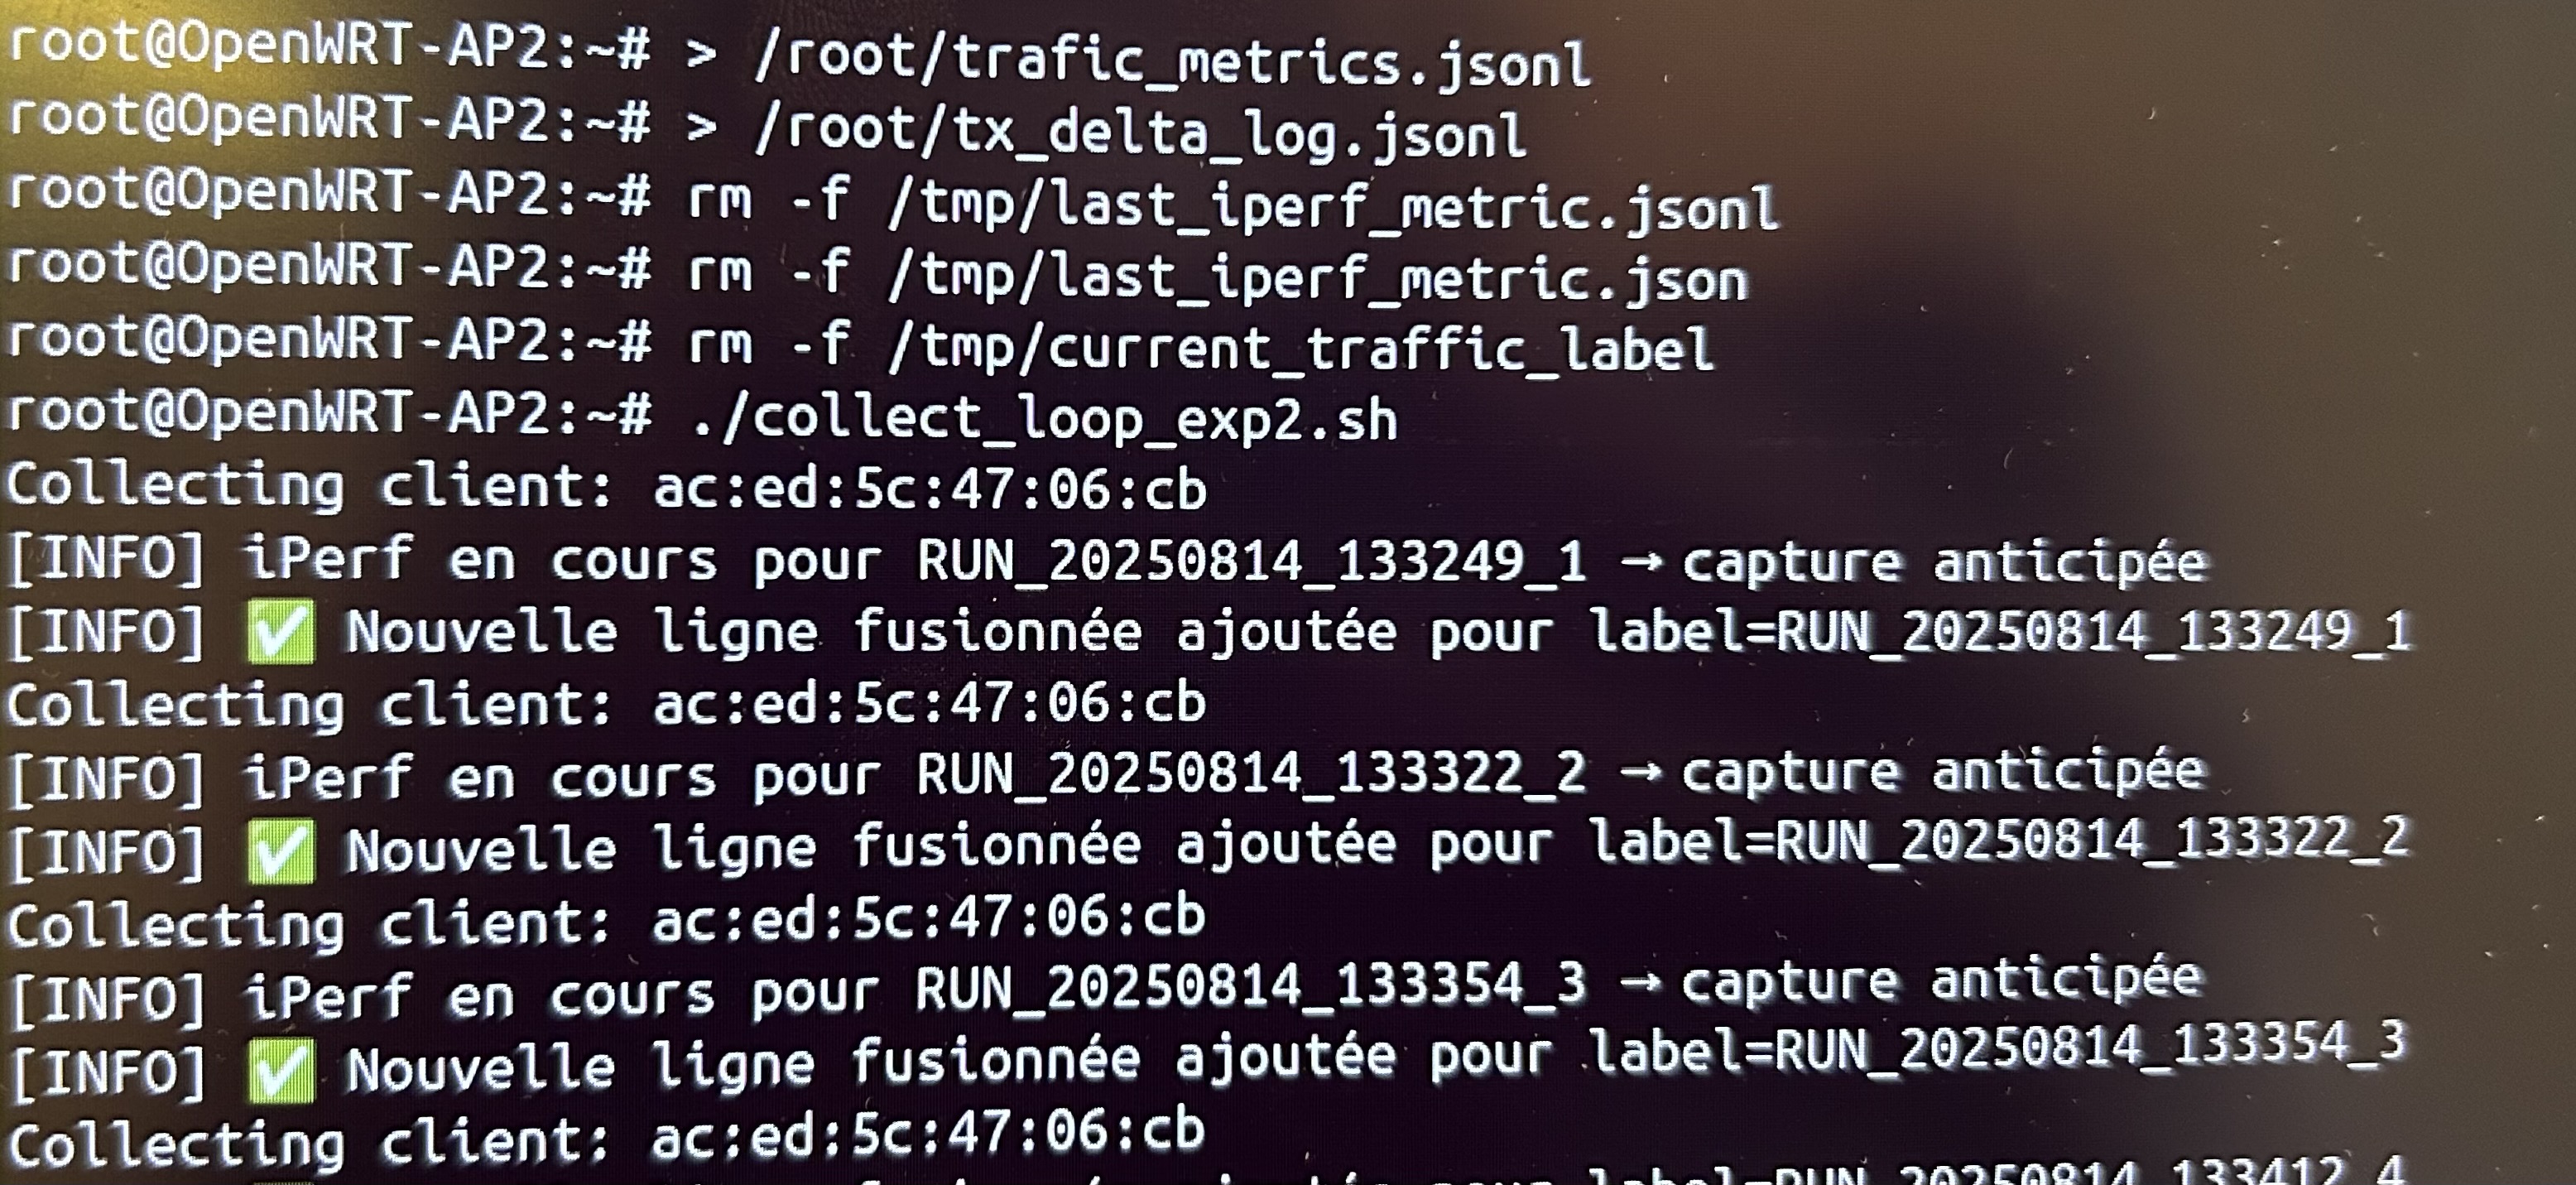 root@OpenWRT-AP2:~# > /root/trafic_metrics.jsonl
root@OpenWRT-AP2:~# > /root/tx_delta_log.jsonl
root@OpenWRT-AP2:~# rm -f /tmp/last_iperf_metric.jsonl
root@OpenWRT-AP2:~# rm -f /tmp/last_iperf_metric.json
root@OpenWRT-AP2:~# rm -f /tmp/current_traffic_label
root@OpenWRT-AP2:~# ./collect_loop_exp2.sh
Collecting client: ac:ed:5c:47:06:cb
[INFO] iPerf en cours pour RUN_20250814_133249_1 → capture anticipée
[INFO] ✅ Nouvelle ligne fusionnée ajoutée pour label=RUN_20250814_133249_1
Collecting client: ac:ed:5c:47:06:cb
[INFO] iPerf en cours pour RUN_20250814_133322_2 → capture anticipée
[INFO] ✅ Nouvelle ligne fusionnée ajoutée pour label=RUN_20250814_133322_2
Collecting client: ac:ed:5c:47:06:cb
[INFO] iPerf en cours pour RUN_20250814_133354_3 → capture anticipée
[INFO] ✅ Nouvelle ligne fusionnée ajoutée pour label=RUN_20250814_133354_3
Collecting client: ac:ed:5c:47:06:cb
fusionnée ajoutée pour label=RUN_20250814_133412_4